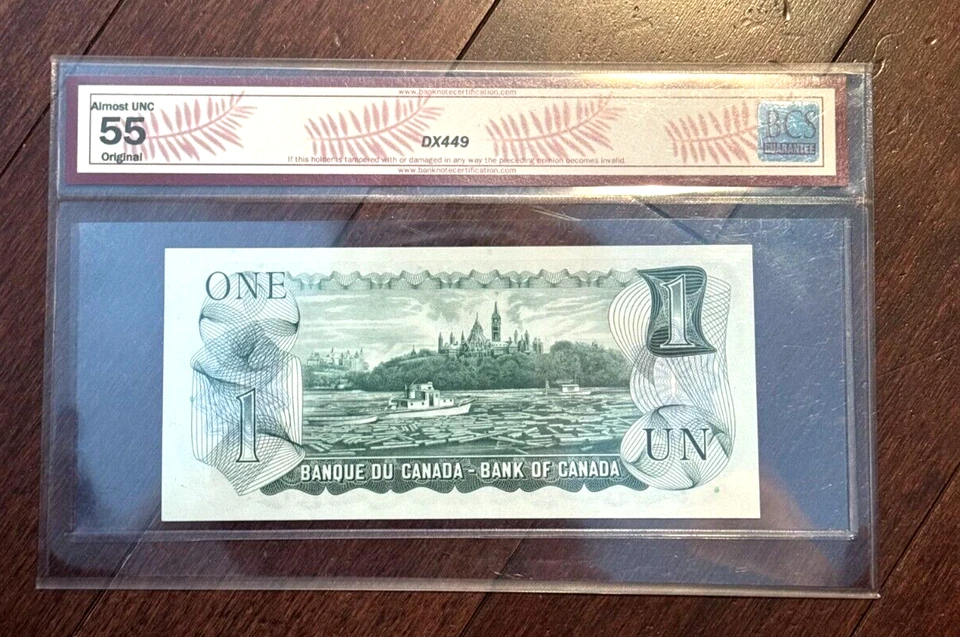 www.banknotecertification.com
Almost UNC
55
Original
DX449
BCS
GUARANTEE
If this holder is tampered with or damaged in any way the preceding opinion becomes invalid.
www.banknotecertification.com
ONE
1
1
UN
BANQUE DU CANADA - BANK OF CANADA